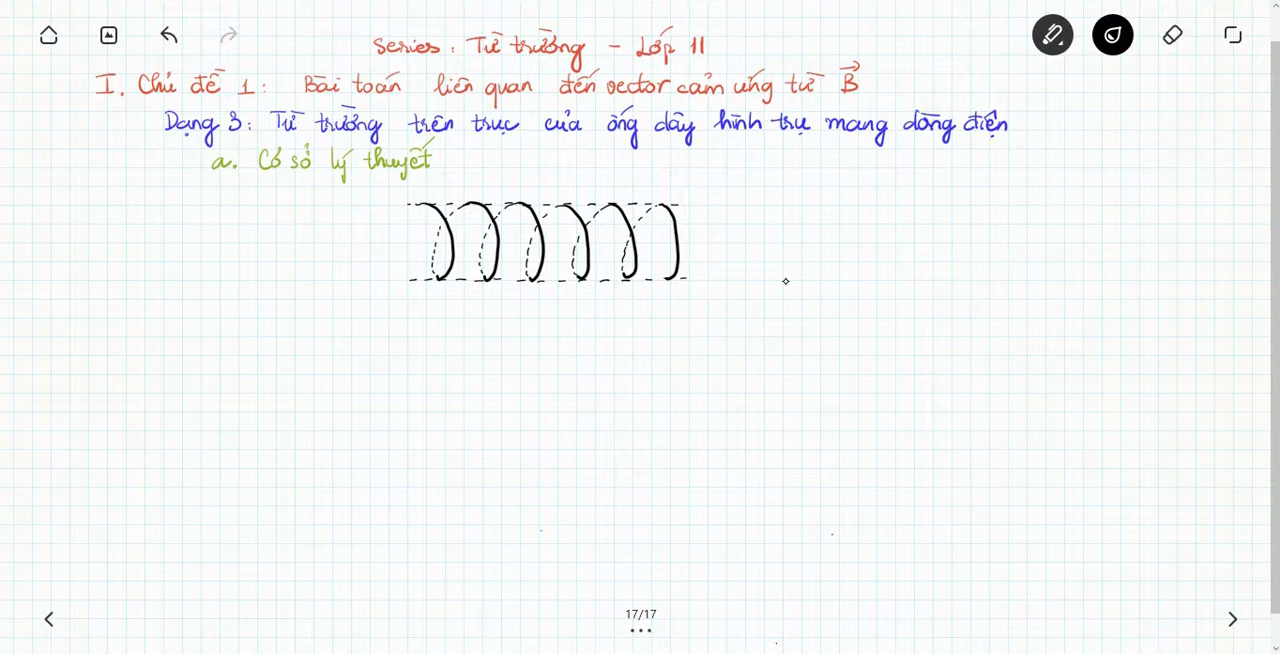 Series: Từ trường - Lớp 11
I. Chủ đề 1: Bài toán liên quan đến vector cảm ứng từ B⃗
Dạng 3: Từ trường trên trục của ống dây hình trụ mang dòng điện
a. Cơ sở lý thuyết
17/17